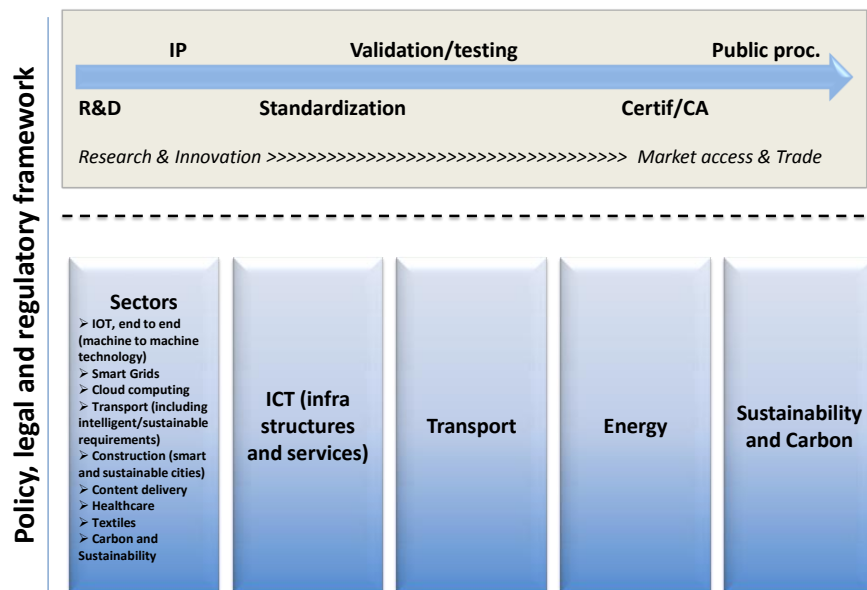 Policy, legal and regulatory framework
IP Validation/testing Public proc.
R&D Standardization Certif/CA
Research & Innovation >>>>>>>>>>>>>>>>>>>>>>>>>>>>>>>>>>>> Market access & Trade
Sectors
➢ IOT, end to end
(machine to machine
technology)
➢ Smart Grids
➢ Cloud computing
➢ Transport (including
intelligent/sustainable
requirements)
➢ Construction (smart
and sustainable cities)
➢ Content delivery
➢ Healthcare
➢ Textiles
➢ Carbon and
Sustainability
ICT (infra
structures
and services)
Transport
Energy
Sustainability
and Carbon